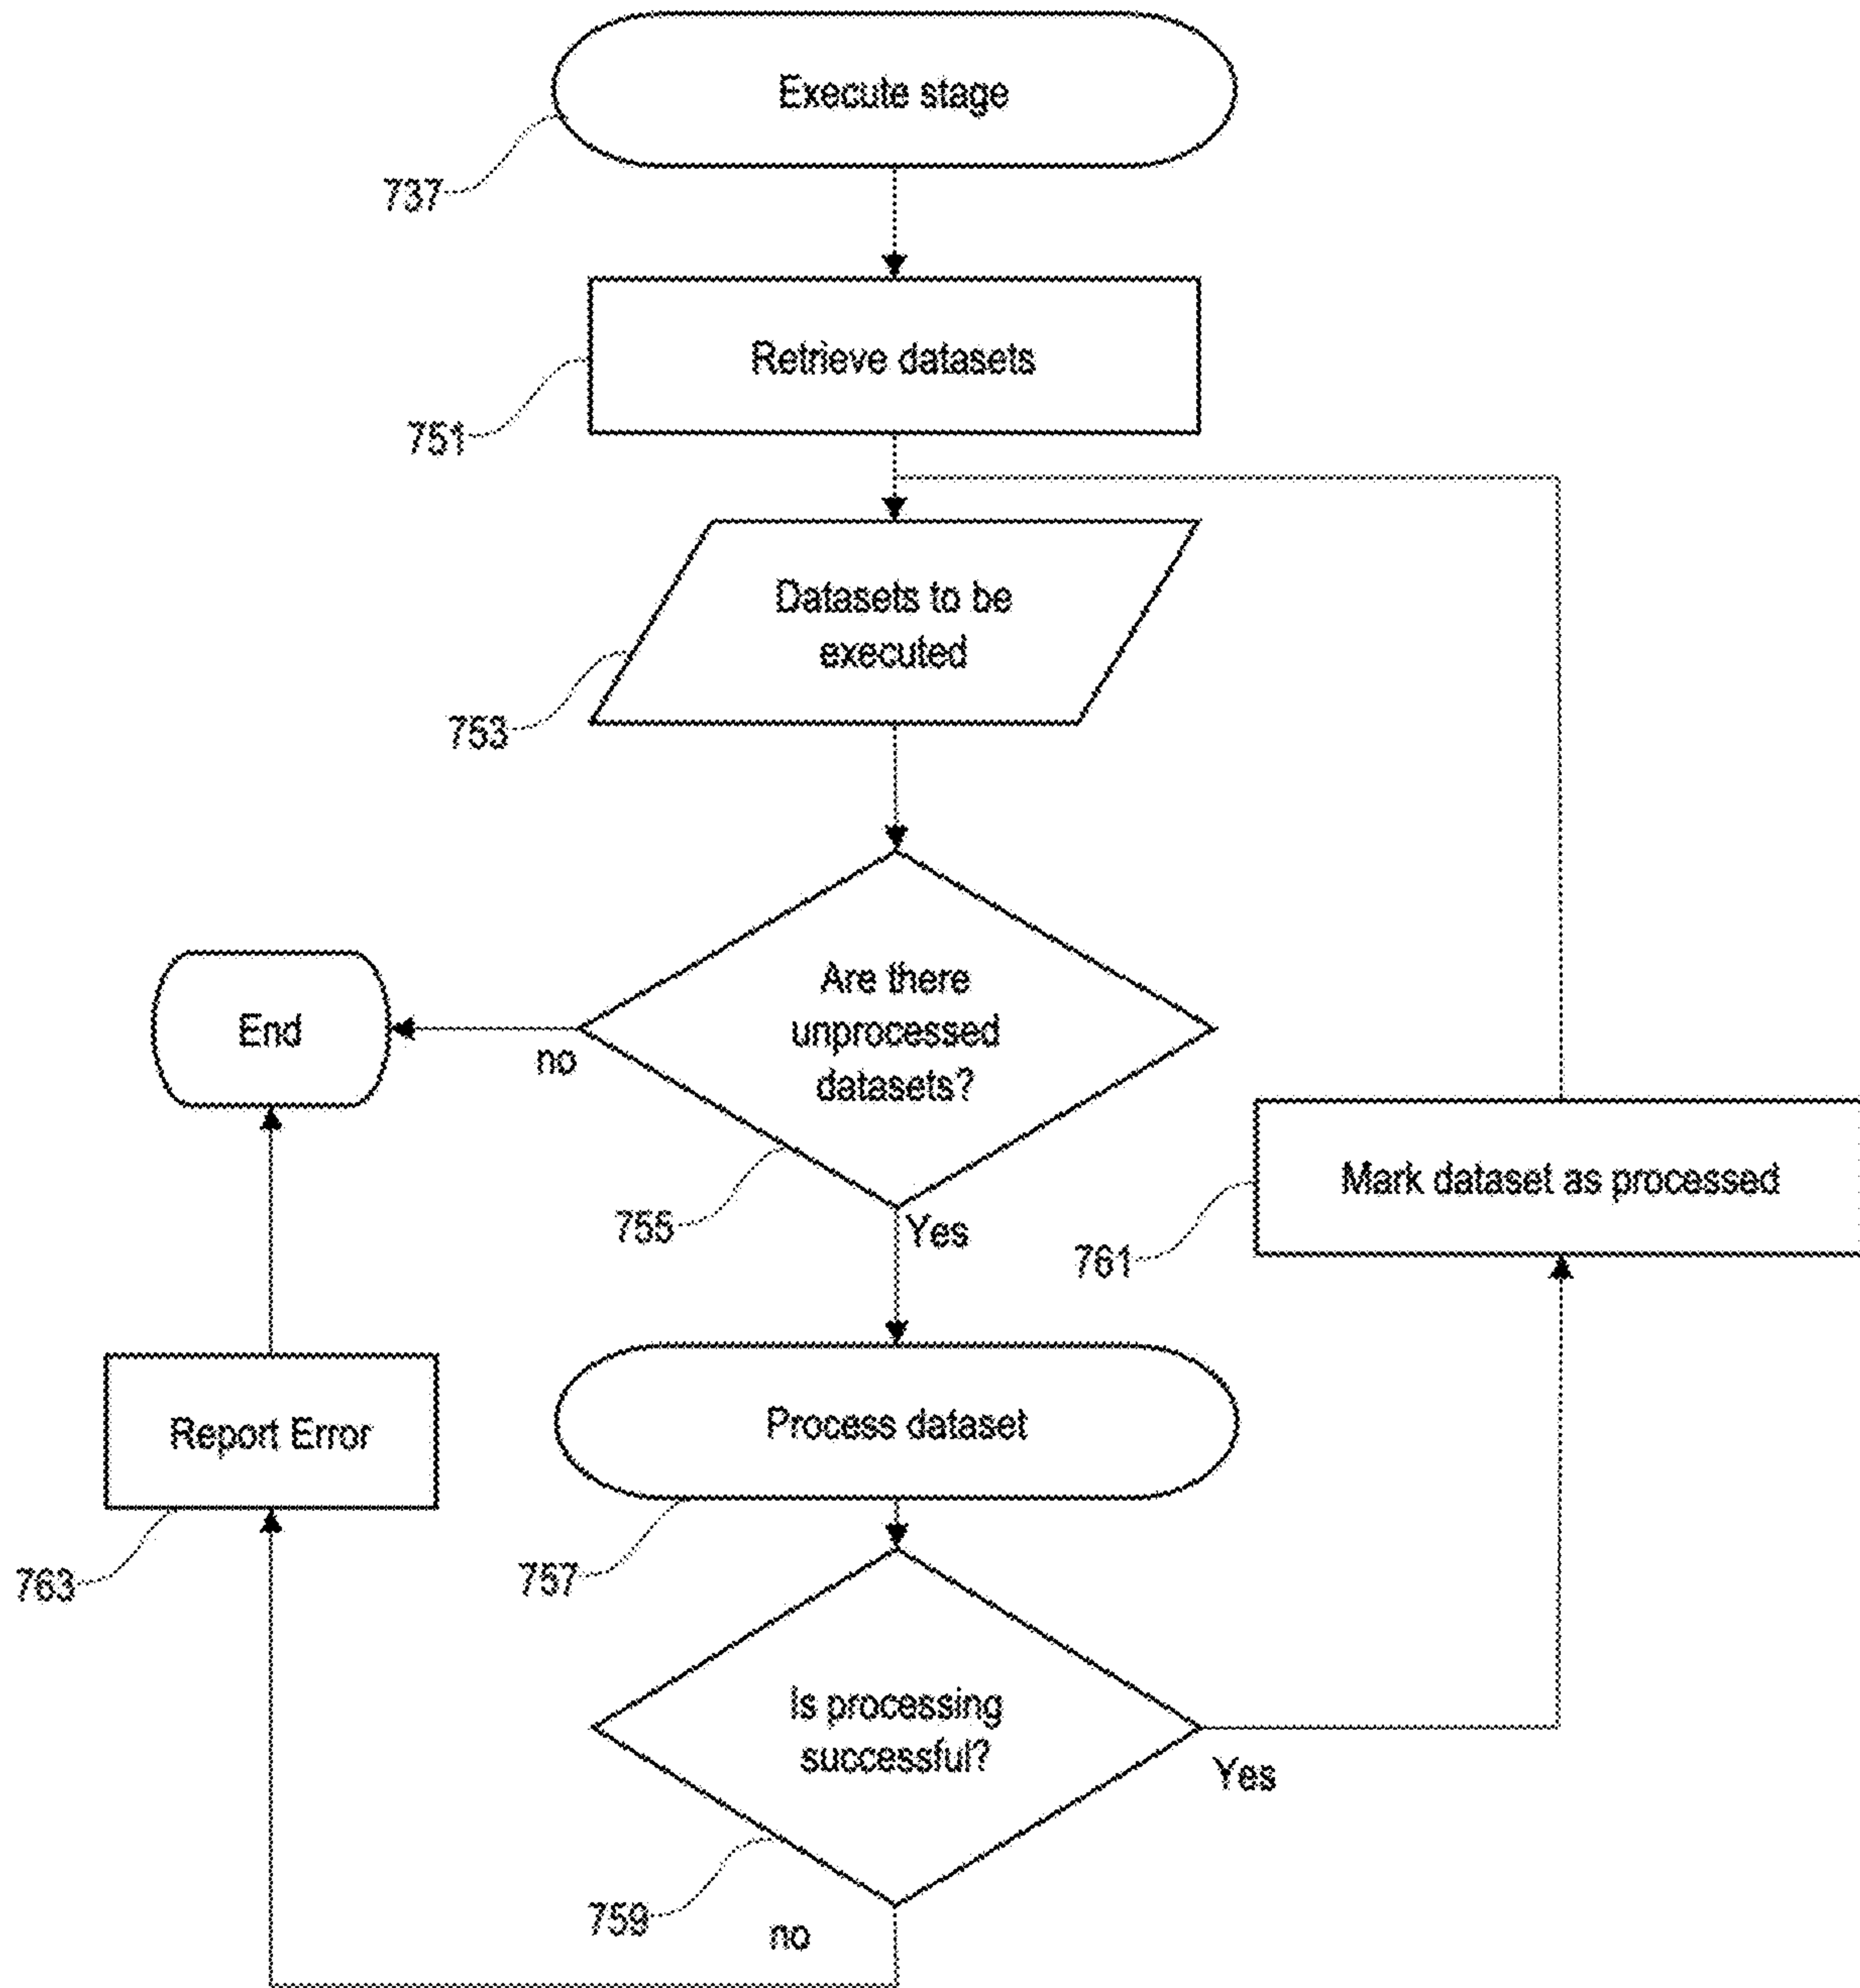 Execute stage
737
Retrieve datasets
751
Datasets to be
executed
753
Are there
unprocessed
datasets?
End
no
755
Yes
Mark dataset as processed
761
Process dataset
Report Error
757
763
Is processing
successful?
Yes
759
no